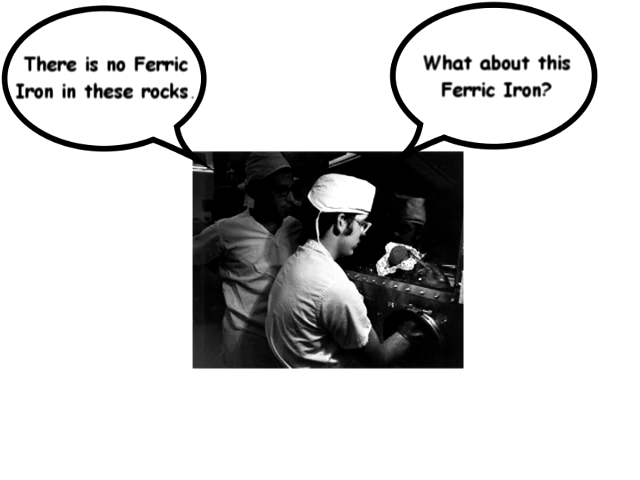 There is no Ferric
Iron in these rocks.
What about this
Ferric Iron?